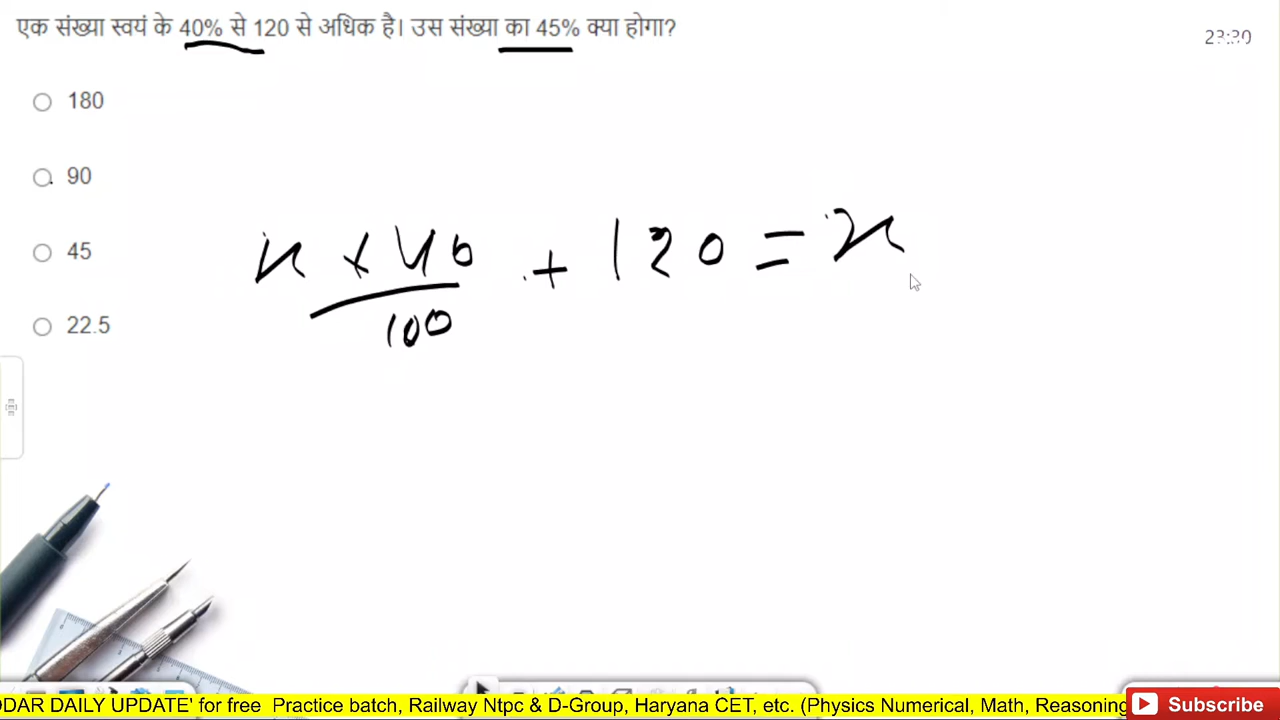 एक संख्या स्वयं के 40% से 120 से अधिक है। उस संख्या का 45% क्या होगा?
23:30
180
90
45
22.5
x × 40 + 120 = x
100
DAR DAILY UPDATE' for free Practice batch, Railway Ntpc & D-Group, Haryana CET, etc. (Physics Numerical, Math, Reasoning
Subscribe